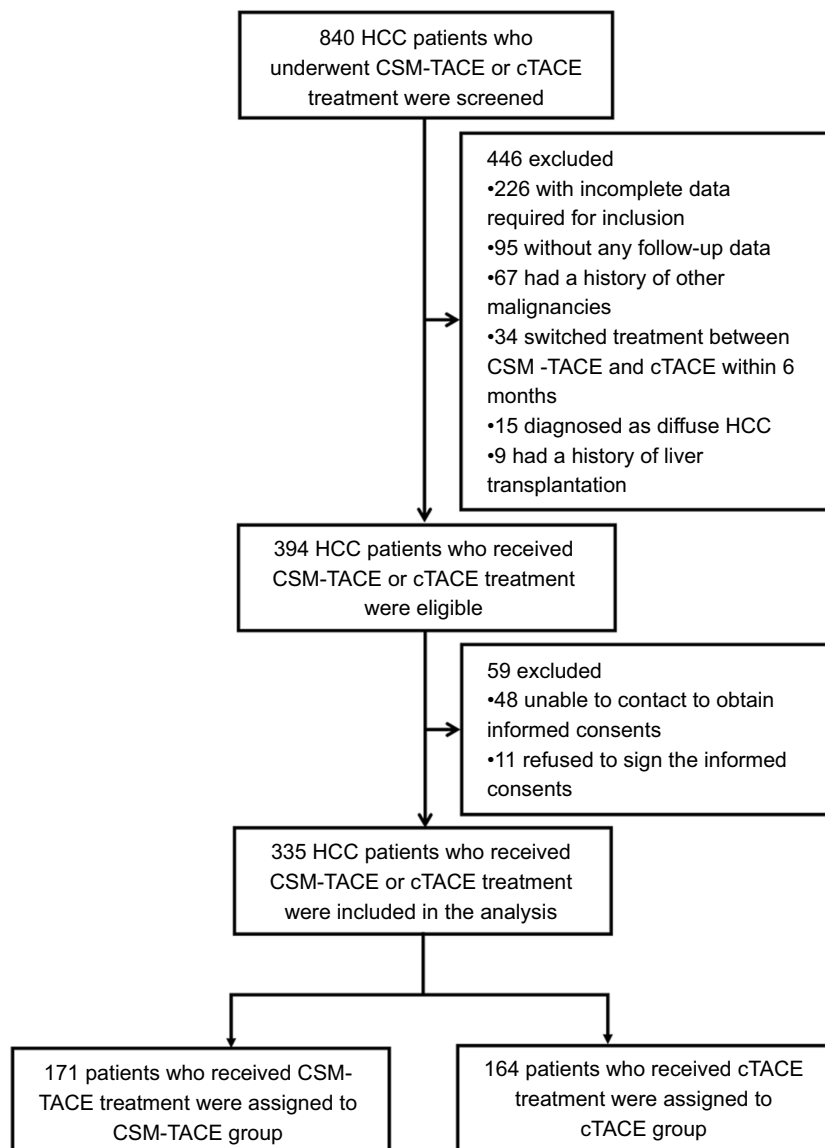 840 HCC patients who
underwent CSM-TACE or cTACE
treatment were screened
446 excluded
•226 with incomplete data
required for inclusion
•95 without any follow-up data
•67 had a history of other
malignancies
•34 switched treatment between
CSM -TACE and cTACE within 6
months
•15 diagnosed as diffuse HCC
•9 had a history of liver
transplantation
394 HCC patients who received
CSM-TACE or cTACE treatment
were eligible
59 excluded
•48 unable to contact to obtain
informed consents
•11 refused to sign the informed
consents
335 HCC patients who received
CSM-TACE or cTACE treatment
were included in the analysis
171 patients who received CSM-
TACE treatment were assigned to
CSM-TACE group
164 patients who received cTACE
treatment were assigned to
cTACE group